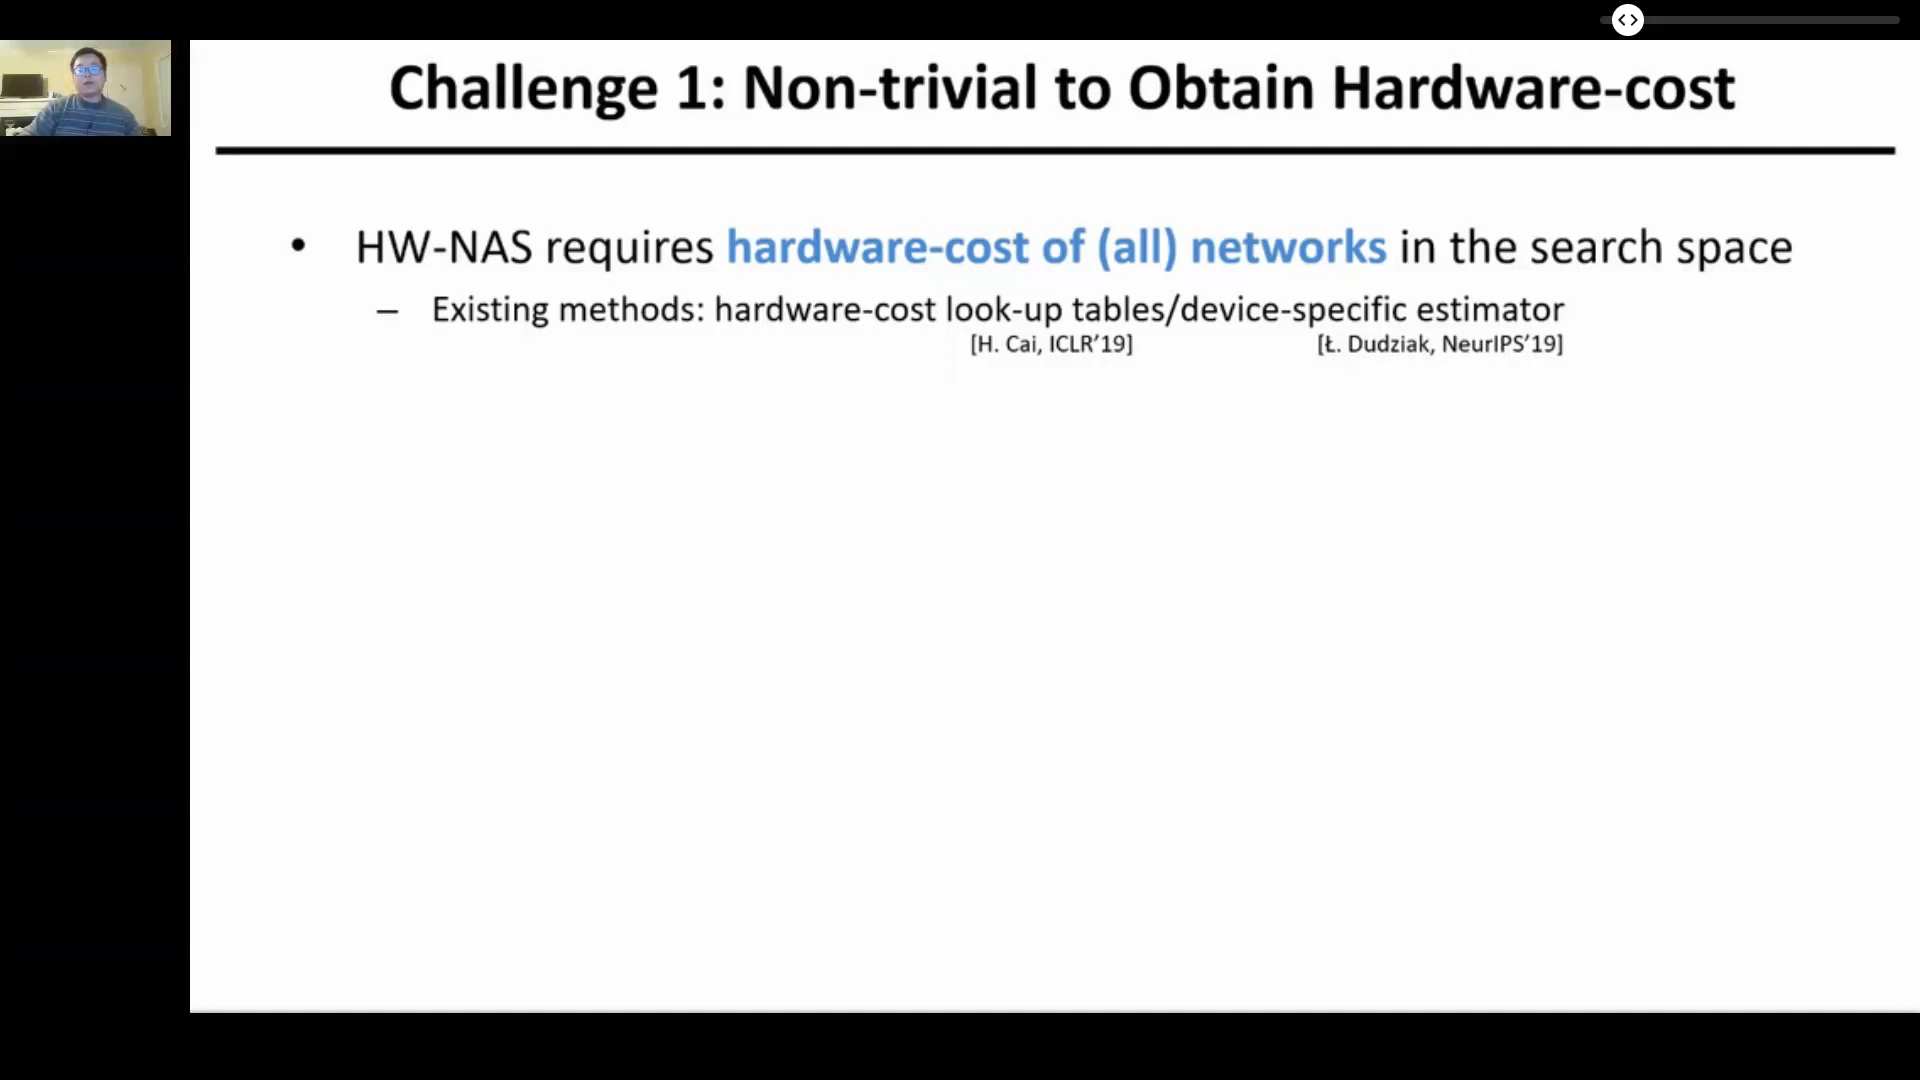 Challenge 1: Non-trivial to Obtain Hardware-cost
• HW-NAS requires hardware-cost of (all) networks in the search space
– Existing methods: hardware-cost look-up tables/device-specific estimator
[H. Cai, ICLR’19] [Ł. Dudziak, NeurIPS’19]